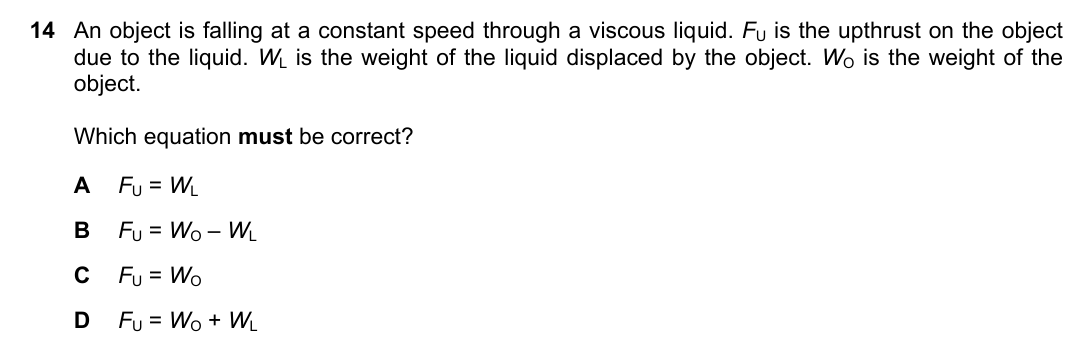 14 An object is falling at a constant speed through a viscous liquid. FU is the upthrust on the object
due to the liquid. WL is the weight of the liquid displaced by the object. WO is the weight of the
object.
Which equation must be correct?
A FU = WL
B FU = WO – WL
C FU = WO
D FU = WO + WL